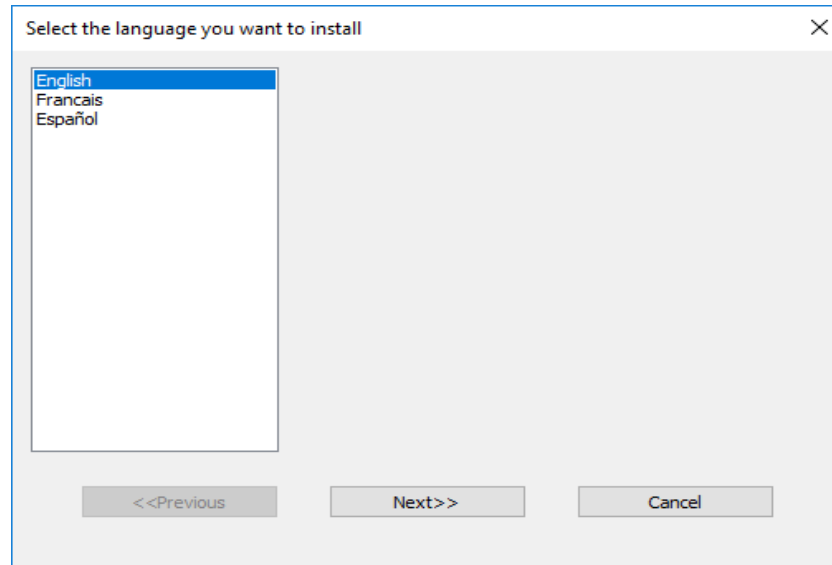 Select the language you want to install
English
Francais
Español
<<Previous
Next>>
Cancel